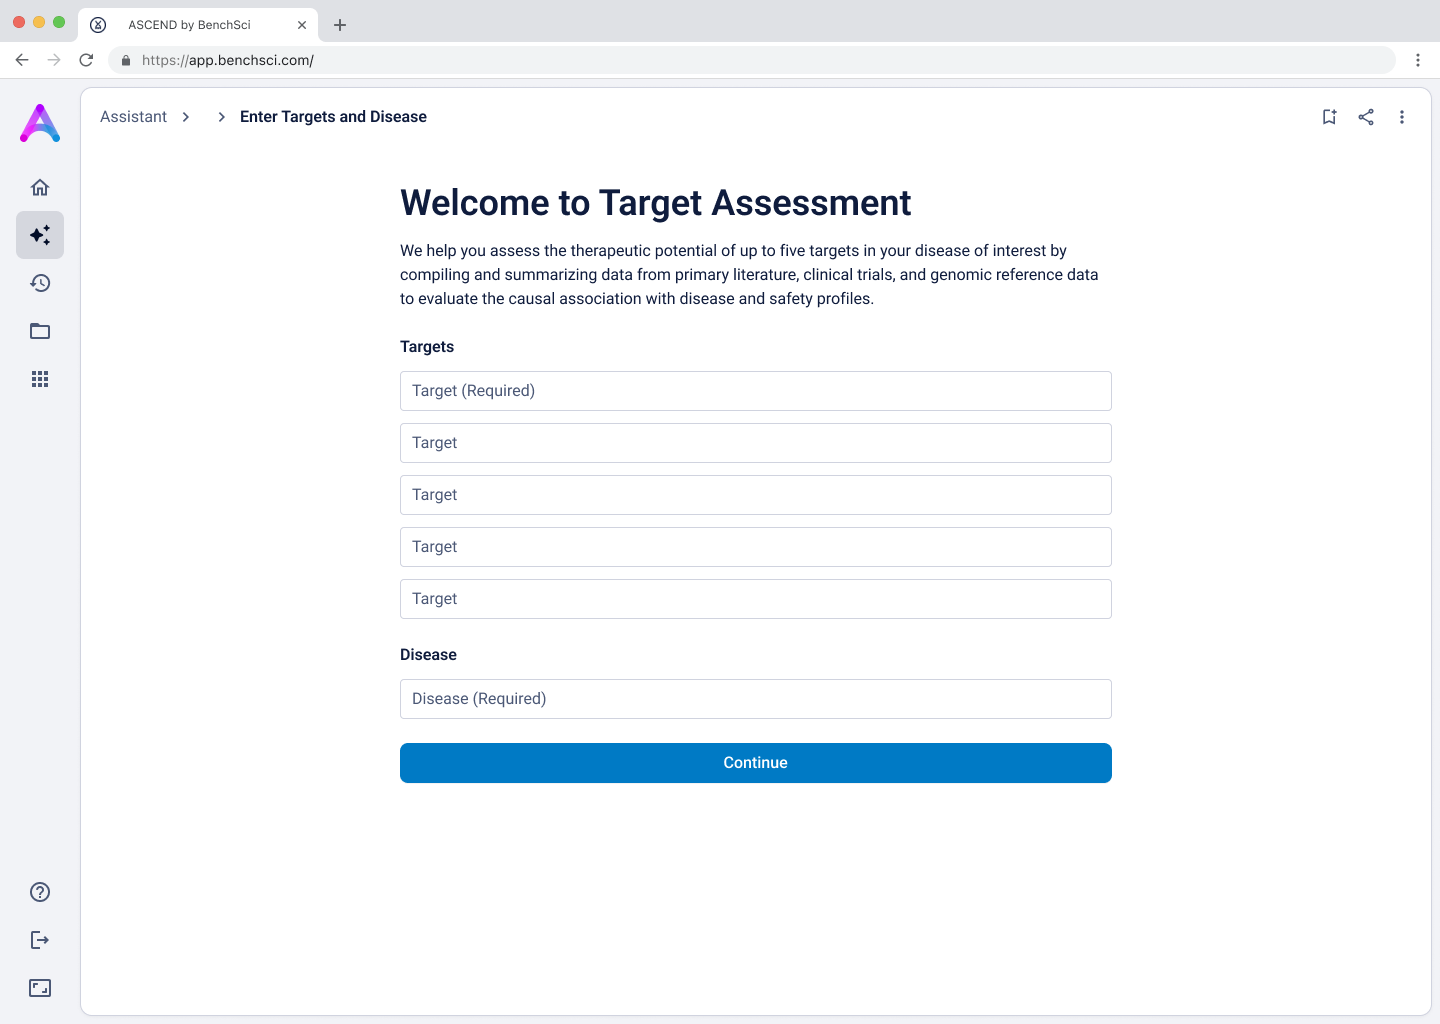 ASCEND by BenchSci
https://app.benchsci.com/
Assistant
Enter Targets and Disease
Welcome to Target Assessment
We help you assess the therapeutic potential of up to five targets in your disease of interest by
compiling and summarizing data from primary literature, clinical trials, and genomic reference data
to evaluate the causal association with disease and safety profiles.
Targets
Target (Required)
Target
Target
Target
Target
Disease
Disease (Required)
Continue